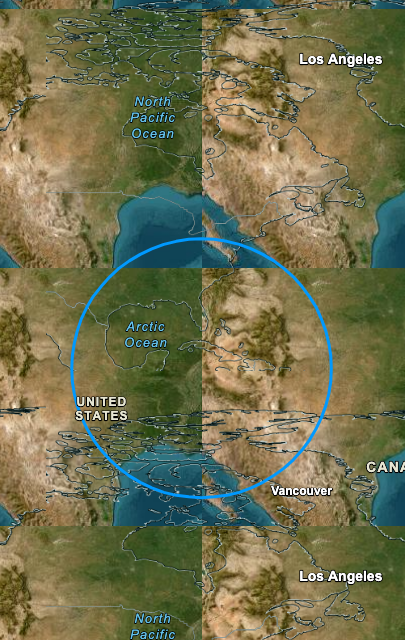 Los Angeles
North
Pacific
Ocean
Arctic
Ocean
UNITED
STATES
CANA
Vancouver
Los Angeles
North
Pacific